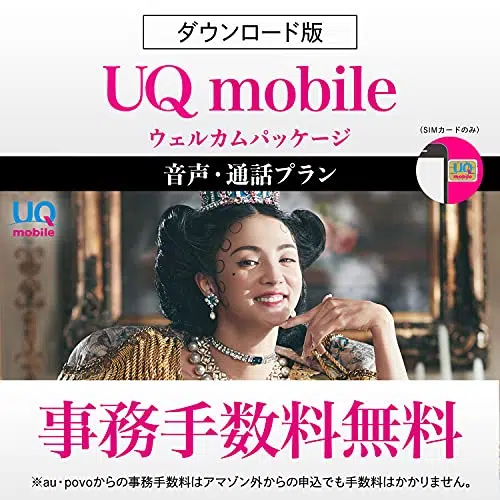 ダウンロード版
UQ mobile
ウェルカムパッケージ
(SIMカードのみ)
UQ
mobile
音声・通話プラン
UQ
mobile
事務手数料無料
※au・povoからの事務手数料はアマゾン外からの申込でも手数料はかかりません。